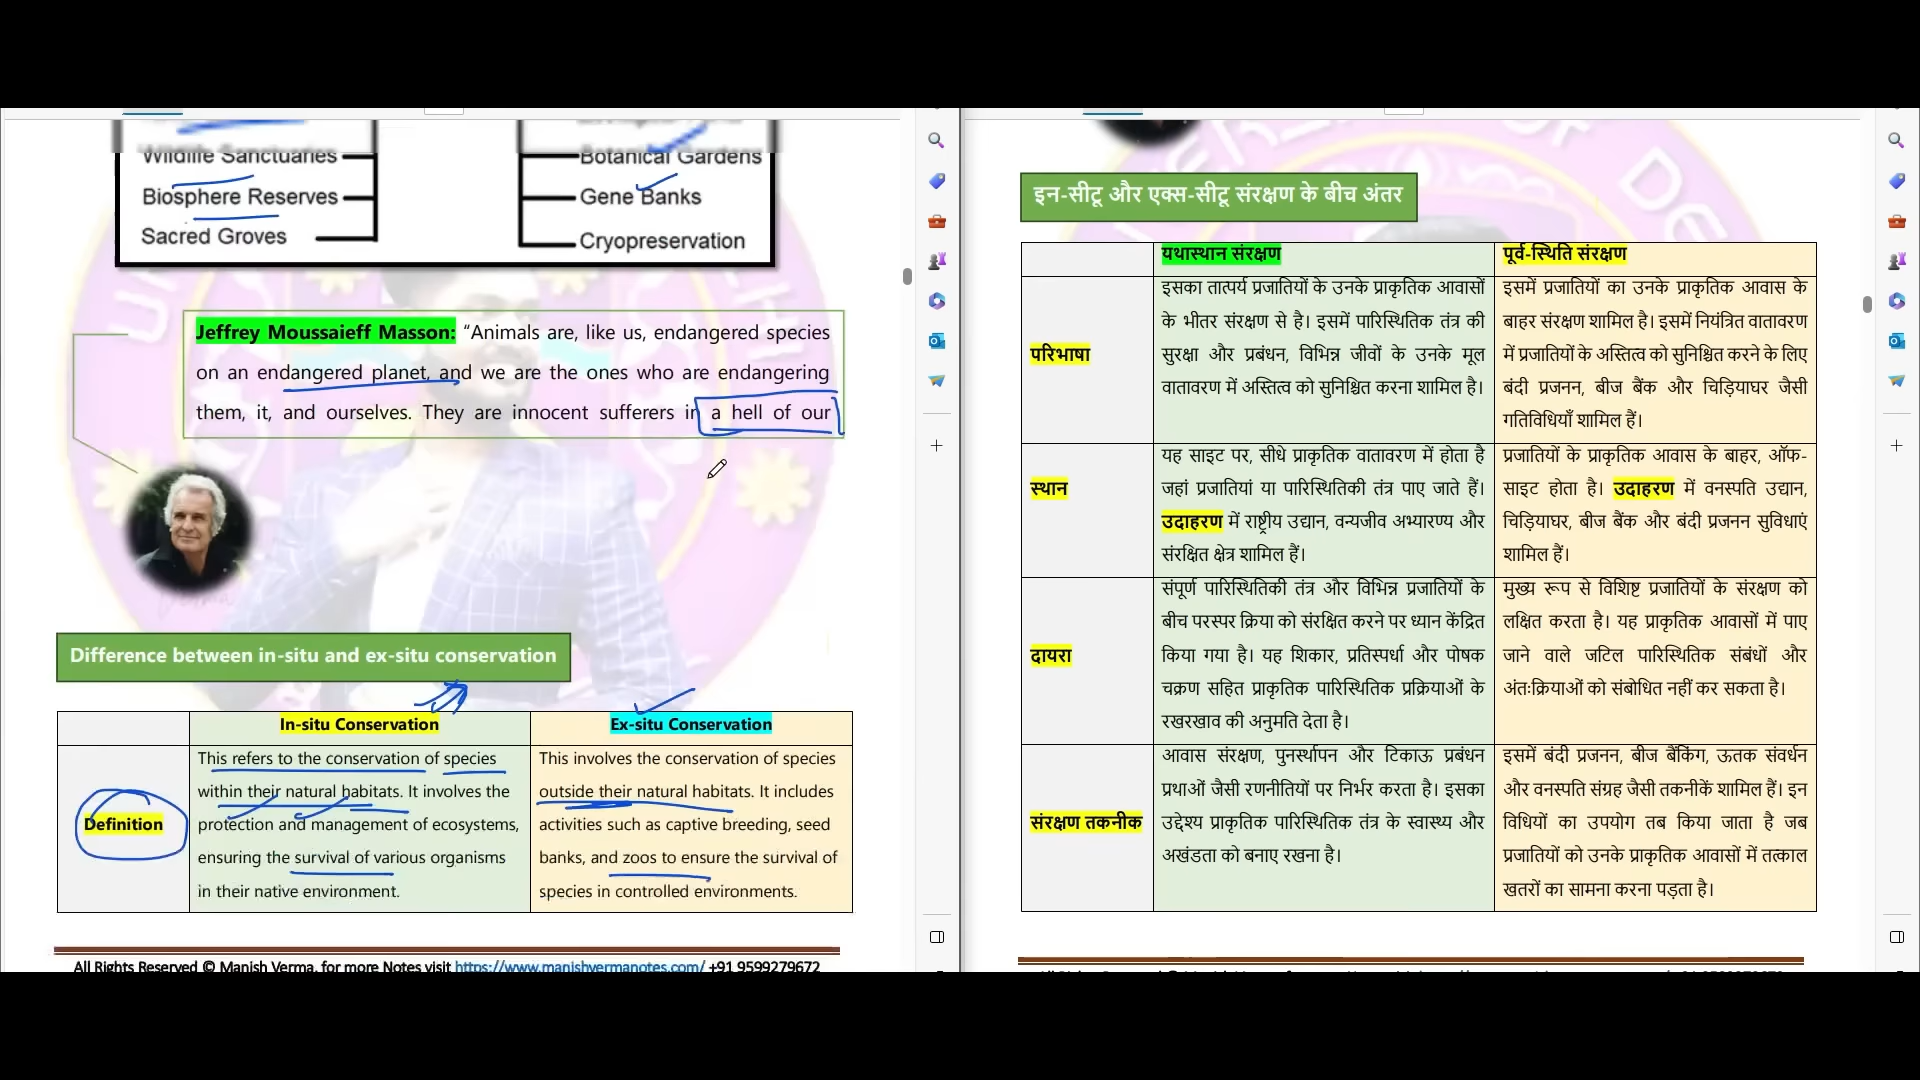 Wildlife Sanctuaries
Biosphere Reserves
Sacred Groves
Botanical Gardens
Gene Banks
Cryopreservation
Jeffrey Moussaieff Masson: “Animals are, like us, endangered species
on an endangered planet, and we are the ones who are endangering
them, it, and ourselves. They are innocent sufferers in a hell of our
Difference between in-situ and ex-situ conservation
In-situ Conservation
Ex-situ Conservation
Definition
This refers to the conservation of species
within their natural habitats. It involves the
protection and management of ecosystems,
ensuring the survival of various organisms
in their native environment.
This involves the conservation of species
outside their natural habitats. It includes
activities such as captive breeding, seed
banks, and zoos to ensure the survival of
species in controlled environments.
All Rights Reserved © Manish Verma, for more Notes visit https://www.manishvermanotes.com/ +91 9599279672
इन-सीटू और एक्स-सीटू संरक्षण के बीच अंतर
यथास्थान संरक्षण
पूर्व-स्थिति संरक्षण
परिभाषा
इसका तात्पर्य प्रजातियों के उनके प्राकृतिक आवासों
के भीतर संरक्षण से है। इसमें पारिस्थितिक तंत्र की
सुरक्षा और प्रबंधन, विभिन्न जीवों के उनके मूल
वातावरण में अस्तित्व को सुनिश्चित करना शामिल है।
इसमें प्रजातियों का उनके प्राकृतिक आवास के
बाहर संरक्षण शामिल है। इसमें नियंत्रित वातावरण
में प्रजातियों के अस्तित्व को सुनिश्चित करने के लिए
बंदी प्रजनन, बीज बैंक और चिड़ियाघर जैसी
गतिविधियाँ शामिल हैं।
स्थान
यह साइट पर, सीधे प्राकृतिक वातावरण में होता है
जहां प्रजातियां या पारिस्थितिकी तंत्र पाए जाते हैं।
उदाहरण में राष्ट्रीय उद्यान, वन्यजीव अभ्यारण्य और
संरक्षित क्षेत्र शामिल हैं।
प्रजातियों के प्राकृतिक आवास के बाहर, ऑफ-
साइट होता है। उदाहरण में वनस्पति उद्यान,
चिड़ियाघर, बीज बैंक और बंदी प्रजनन सुविधाएं
शामिल हैं।
दायरा
संपूर्ण पारिस्थितिकी तंत्र और विभिन्न प्रजातियों के
बीच परस्पर क्रिया को संरक्षित करने पर ध्यान केंद्रित
किया गया है। यह शिकार, प्रतिस्पर्धा और पोषक
चक्रण सहित प्राकृतिक पारिस्थितिक प्रक्रियाओं के
रखरखाव की अनुमति देता है।
मुख्य रूप से विशिष्ट प्रजातियों के संरक्षण को
लक्षित करता है। यह प्राकृतिक आवासों में पाए
जाने वाले जटिल पारिस्थितिक संबंधों और
अंतःक्रियाओं को संबोधित नहीं कर सकता है।
संरक्षण तकनीक
आवास संरक्षण, पुनर्स्थापन और टिकाऊ प्रबंधन
प्रथाओं जैसी रणनीतियों पर निर्भर करता है। इसका
उद्देश्य प्राकृतिक पारिस्थितिक तंत्र के स्वास्थ्य और
अखंडता को बनाए रखना है।
इसमें बंदी प्रजनन, बीज बैंकिंग, ऊतक संवर्धन
और वनस्पति संग्रह जैसी तकनीकें शामिल हैं। इन
विधियों का उपयोग तब किया जाता है जब
प्रजातियों को उनके प्राकृतिक आवासों में तत्काल
खतरों का सामना करना पड़ता है।